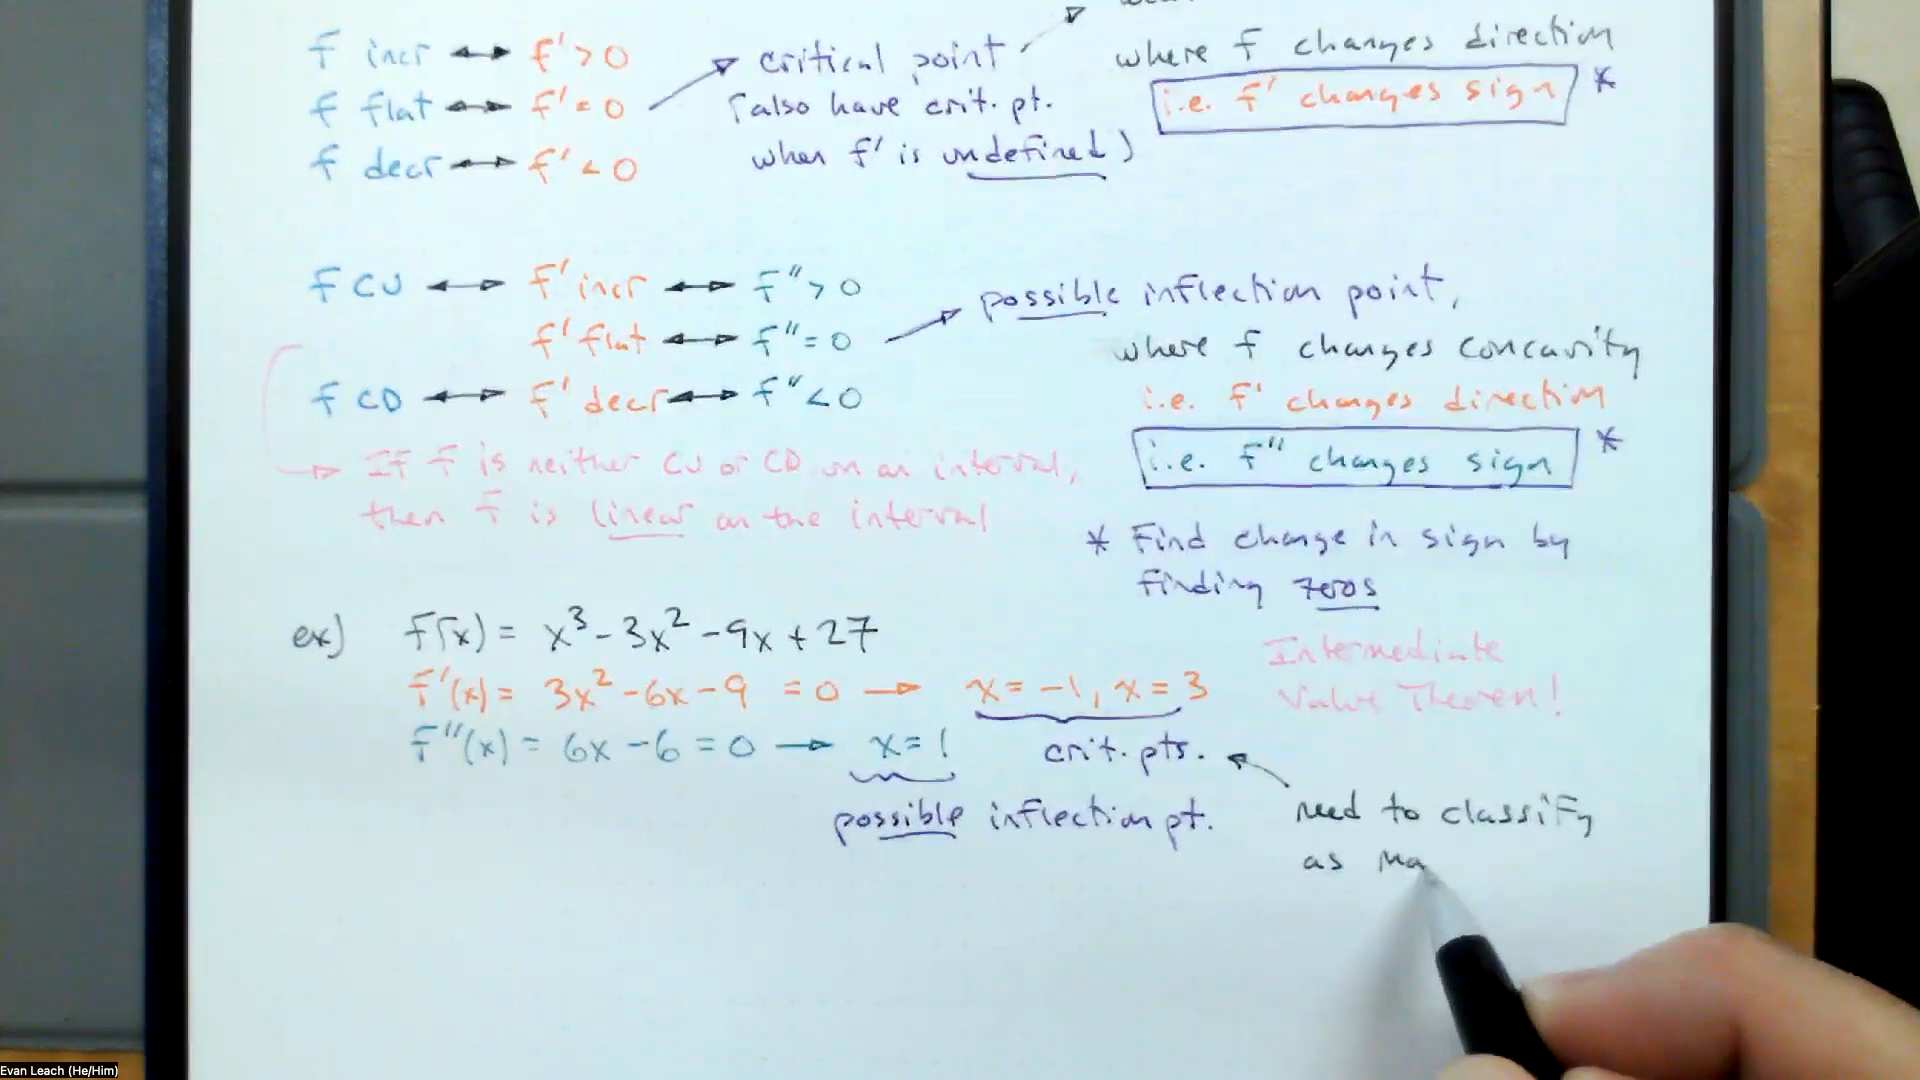 f incr ↔ f' > 0
f flat ↔ f' = 0
f decr ↔ f' < 0
critical point
(also have crit. pt.
when f' is undefined)
where f changes direction
i.e. f' changes sign *
f CU ↔ f' incr ↔ f'' > 0
f' flat ↔ f'' = 0
f CD ↔ f' decr ↔ f'' < 0
possible inflection point,
where f changes concavity
i.e. f' changes direction
i.e. f'' changes sign *
→ If f is neither CU or CD on an interval,
then f is linear on the interval
* Find change in sign by
finding zeros
Intermediate
Value Theorem!
ex) f(x) = x³ - 3x² - 9x + 27
f'(x) = 3x² - 6x - 9 = 0 → x = -1, x = 3
f''(x) = 6x - 6 = 0 → x = 1
crit. pts.
possible inflection pt.
need to classify
as Ma
Evan Leach (He/Him)